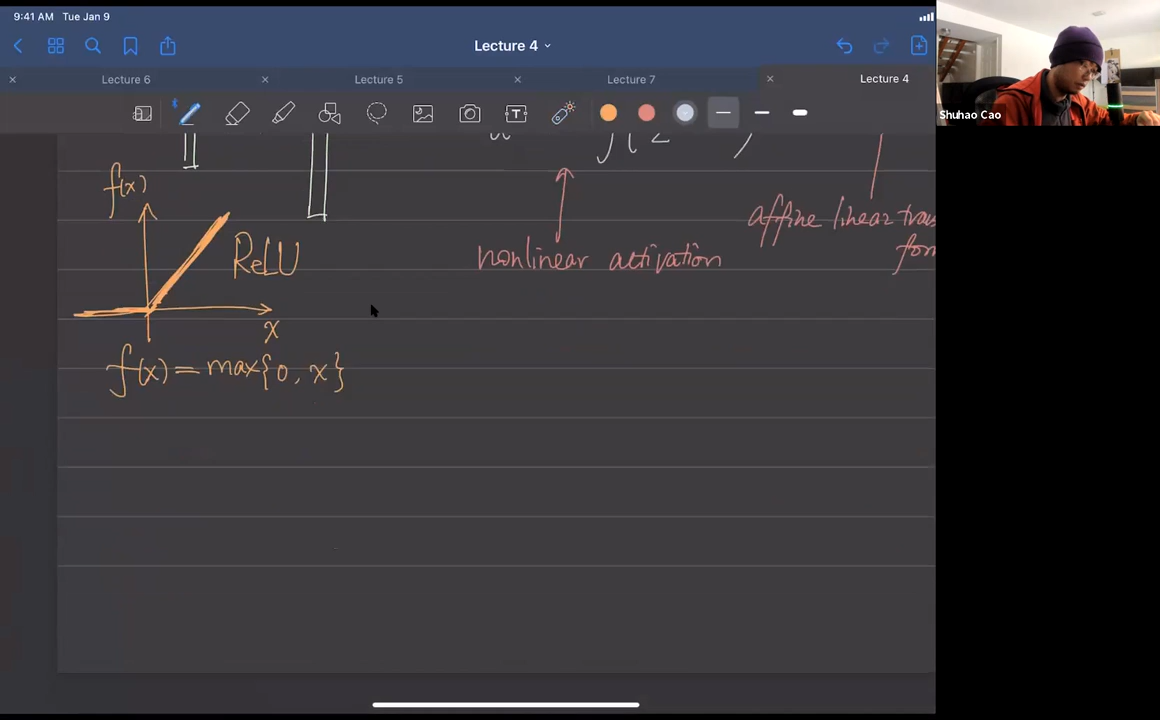 9:41 AM Tue Jan 9
Lecture 4
Lecture 6
Lecture 5
Lecture 7
Lecture 4
Shuhao Cao
f(x)
ReLU
x
f(x) = max{0, x}
nonlinear activation
affine linear trans
form